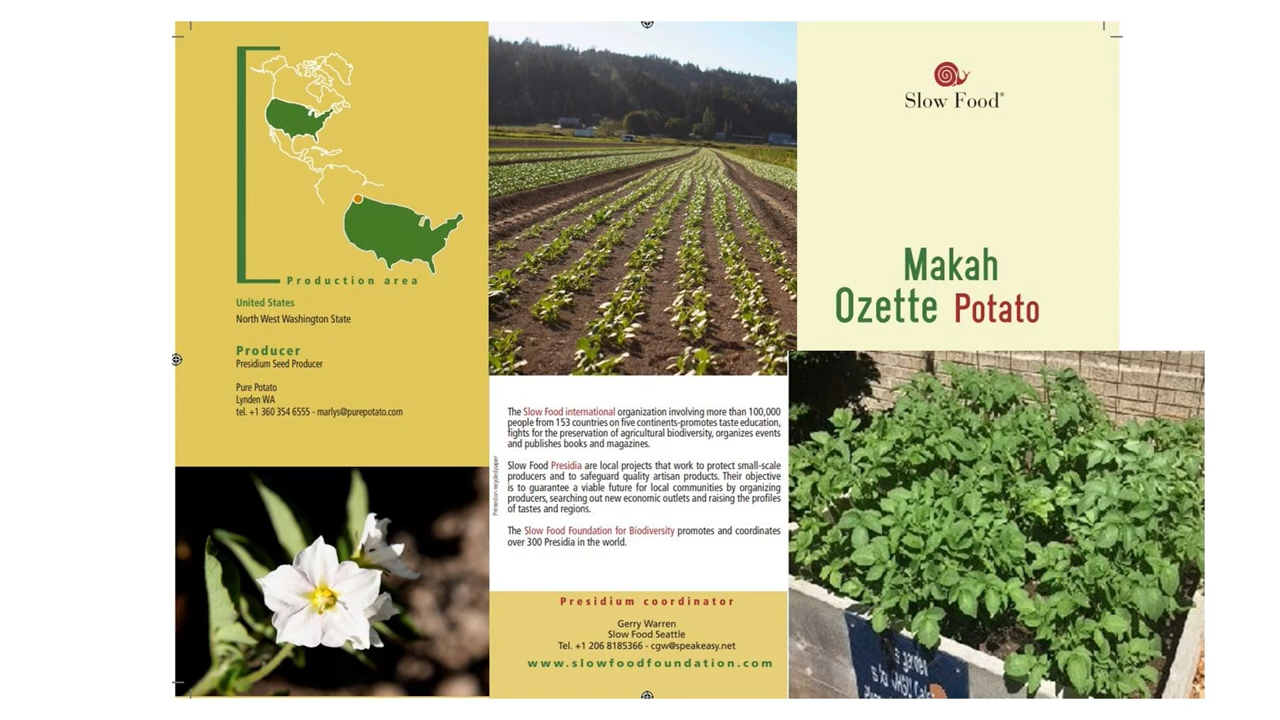 Production area
United States
North West Washington State
Producer
Presidium Seed Producer
Pure Potato
Lynden WA
tel. +1 360 354 6555 - marlys@purepotato.com
The Slow Food international organization involving more than 100,000
people from 153 countries on five continents-promotes taste education,
fights for the preservation of agricultural biodiversity, organizes events
and publishes books and magazines.
Slow Food Presidia are local projects that work to protect small-scale
producers and to safeguard quality artisan products. Their objective
is to guarantee a viable future for local communities by organizing
producers, searching out new economic outlets and raising the profiles
of tastes and regions.
The Slow Food Foundation for Biodiversity promotes and coordinates
over 300 Presidia in the world.
Printed on recycled paper
Presidium coordinator
Gerry Warren
Slow Food Seattle
Tel. +1 206 8185366 - cgw@speakeasy.net
www.slowfoodfoundation.com
Slow Food®
Makah
Ozette Potato
garden